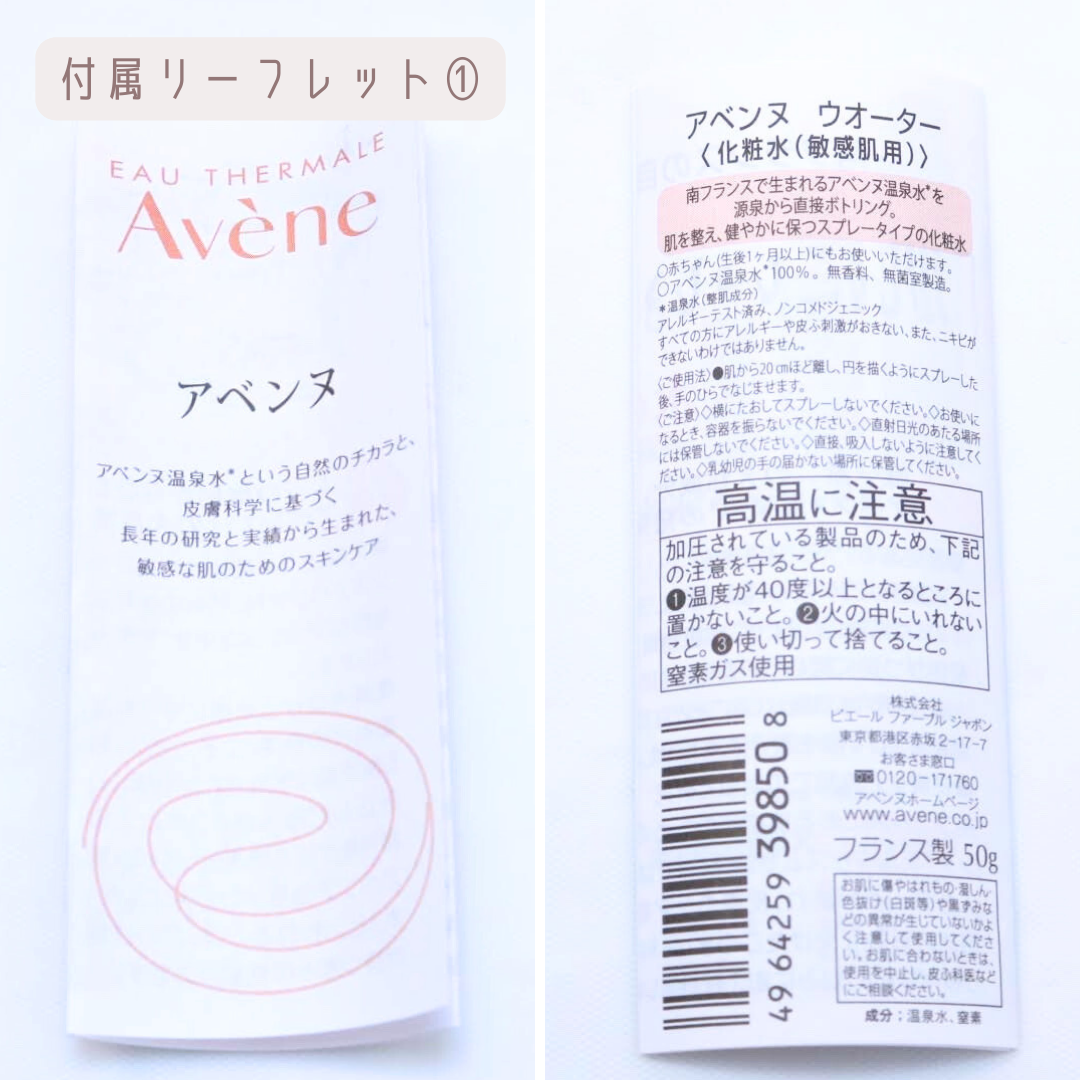 付属リーフレット①
EAU THERMALE
Avène
アベンヌ
アベンヌ温泉水*という自然のチカラと、
皮膚科学に基づく
長年の研究と実績から生まれた、
敏感な肌のためのスキンケア
アベンヌ ウオーター
〈化粧水(敏感肌用)〉
南フランスで生まれるアベンヌ温泉水*を
源泉から直接ボトリング。
肌を整え、健やかに保つスプレータイプの化粧水
○赤ちゃん(生後1ヶ月以上)にもお使いいただけます。
○アベンヌ温泉水*100%。無香料、無菌室製造。
*温泉水(整肌成分)
アレルギーテスト済み、ノンコメドジェニック
すべての方にアレルギーや皮ふ刺激がおきない、また、ニキビが
できないわけではありません。
〈ご使用法〉●肌から20㎝ほど離し、円を描くようにスプレーした
後、手のひらでなじませます。
〈ご注意〉◇横にたおしてスプレーしないでください。◇お使いに
なるとき、容器を振らないでください。◇直射日光のあたる場所
には保管しないでください。◇直接、吸入しないように注意してく
ださい。◇乳幼児の手の届かない場所に保管してください。
高温に注意
加圧されている製品のため、下記
の注意を守ること。
❶温度が40度以上となるところに
置かないこと。❷火の中にいれない
こと。❸使い切って捨てること。
窒素ガス使用
株式会社
ピエール ファーブル ジャポン
東京都港区赤坂2-17-7
お客さま窓口
0120-171760
アベンヌホームページ
www.avene.co.jp
フランス製 50g
お肌に傷やはれもの・湿しん、
色抜け(白斑等)や黒ずみな
どの異常が生じていないかよ
く注意して使用してくださ
い。お肌に合わないときは、
使用を中止し、皮ふ科医など
にご相談ください。
成分;温泉水、窒素
49 64259 39850 8